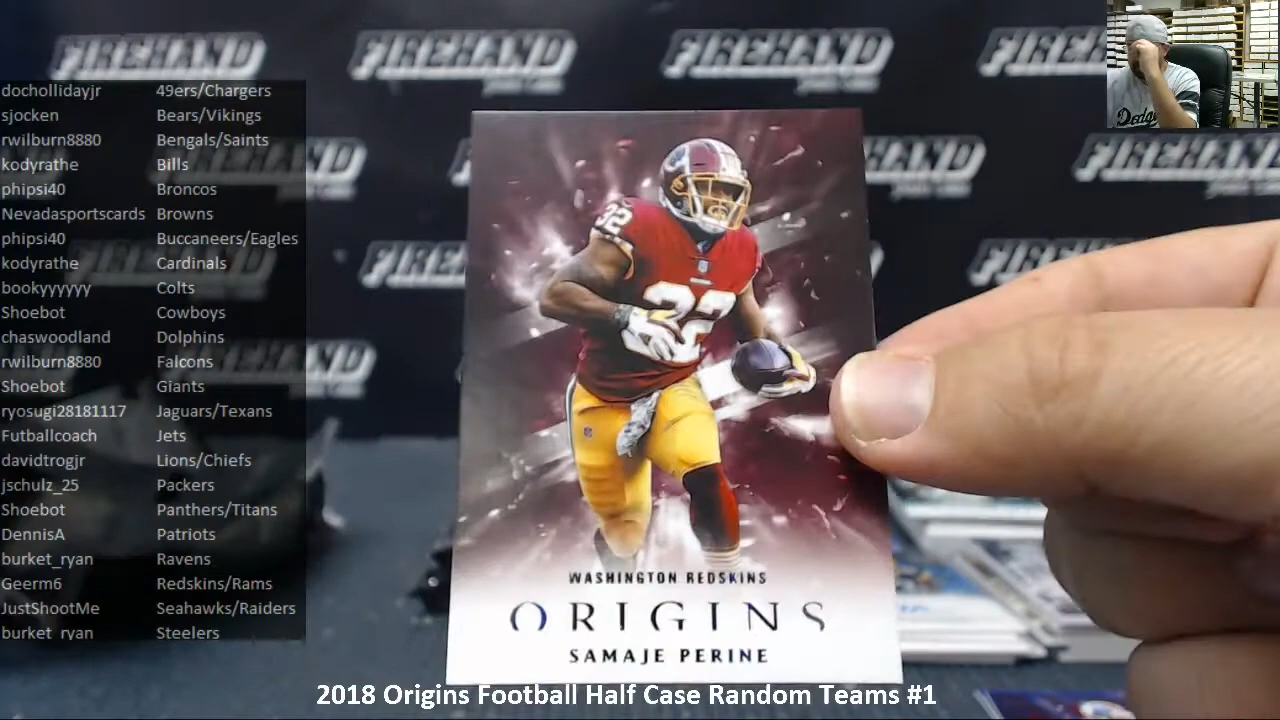 FIREHAND
FIREHAND
FIREHAND
FIREHAND
dochollidayjr 49ers/Chargers
sjocken Bears/Vikings
rwilburn8880 Bengals/Saints
kodyrathe Bills
phipsi40 Broncos
Nevadasportscards Browns
phipsi40 Buccaneers/Eagles
kodyrathe Cardinals
bookyyyyyy Colts
Shoebot Cowboys
chaswoodland Dolphins
rwilburn8880 Falcons
Shoebot Giants
ryosugi28181117 Jaguars/Texans
Futballcoach Jets
davidtrogjr Lions/Chiefs
jschulz_25 Packers
Shoebot Panthers/Titans
DennisA Patriots
burket_ryan Ravens
Geerm6 Redskins/Rams
JustShootMe Seahawks/Raiders
burket_ryan Steelers
32
32
WASHINGTON REDSKINS
ORIGINS
SAMAJE PERINE
2018 Origins Football Half Case Random Teams #1